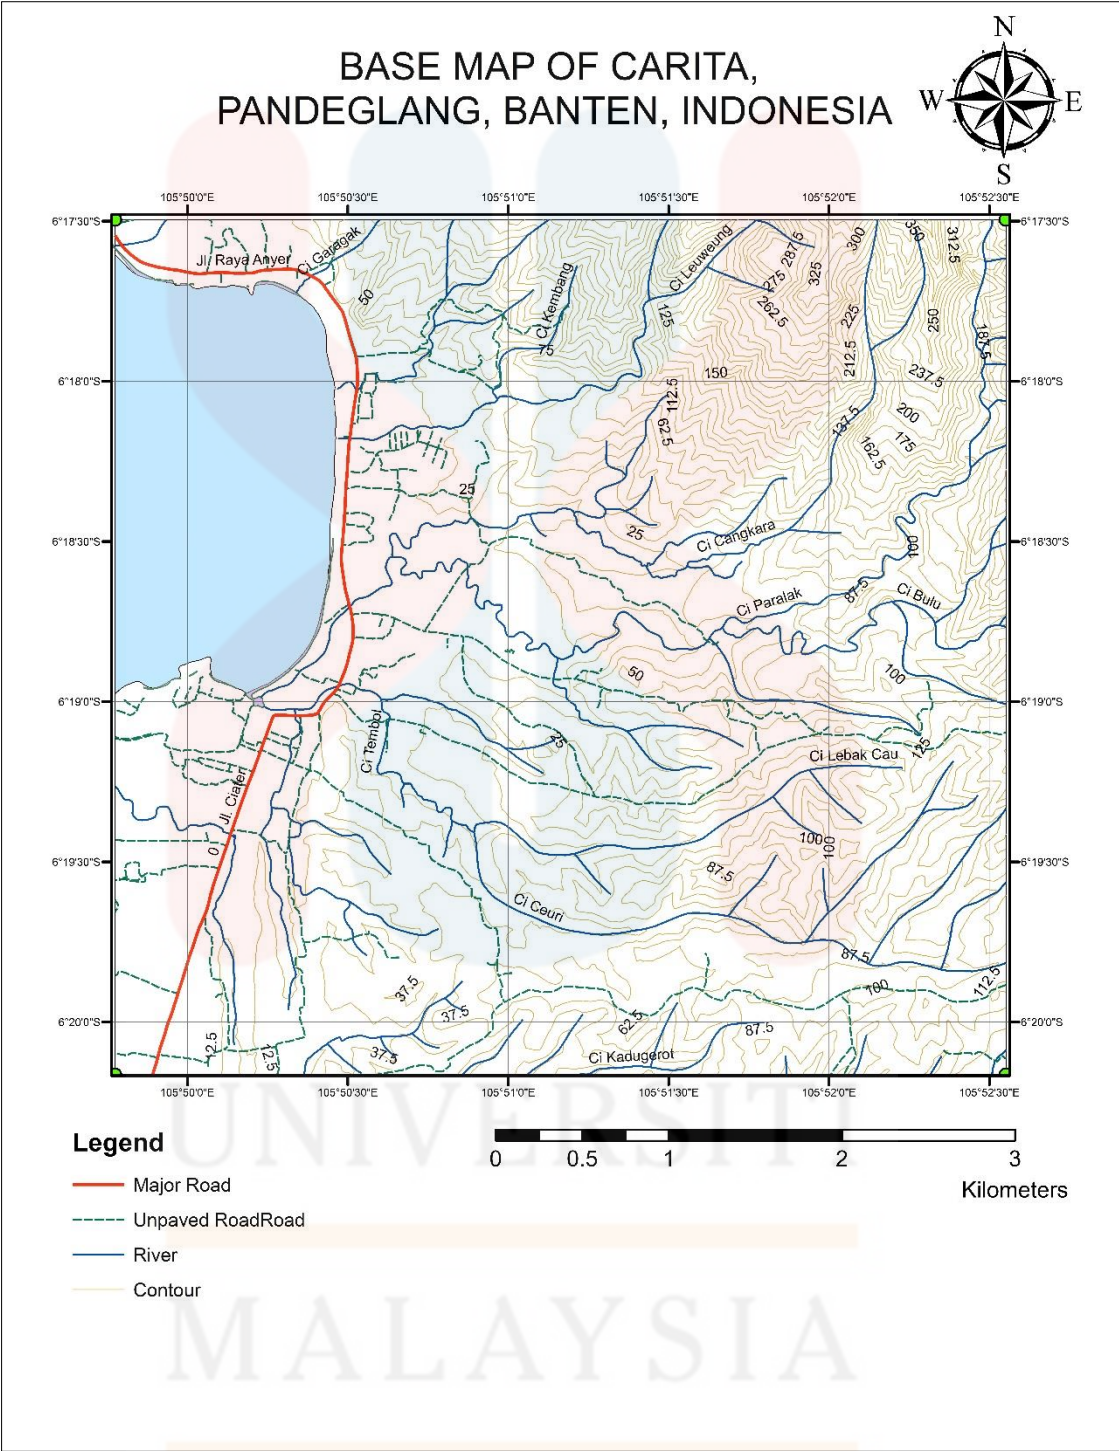 BASE MAP OF CARITA,
PANDEGLANG, BANTEN, INDONESIA
N
W
E
S
105°50'0"E
105°50'30"E
105°51'0"E
105°51'30"E
105°52'0"E
105°52'30"E
6°17'30"S
6°17'30"S
Jl. Raya Anyer
Ci Garagak
50
Ci Kembang
75
Ci Leuweung
125
287.5
275
262.5
325
300
225
212.5
350
312.5
250
187.5
237.5
6°18'0"S
6°18'0"S
150
112.5
62.5
137.5
162.5
200
175
25
25
Ci Cangkara
100
6°18'30"S
6°18'30"S
Ci Paralak
87.5
Ci Bulu
50
100
6°19'0"S
6°19'0"S
Ci Tembol
25
125
Ci Lebak Cau
Jl. Ciateri
0
100
100
87.5
6°19'30"S
6°19'30"S
Ci Ceuri
87.5
37.5
37.5
37.5
100
112.5
62.5
87.5
6°20'0"S
6°20'0"S
12.5
12.5
Ci Kadugerot
105°50'0"E
105°50'30"E
105°51'0"E
105°51'30"E
105°52'0"E
105°52'30"E
UNIVERSITI
Legend
Major Road
Unpaved RoadRoad
River
Contour
0
0.5
1
2
3
Kilometers
MALAYSIA